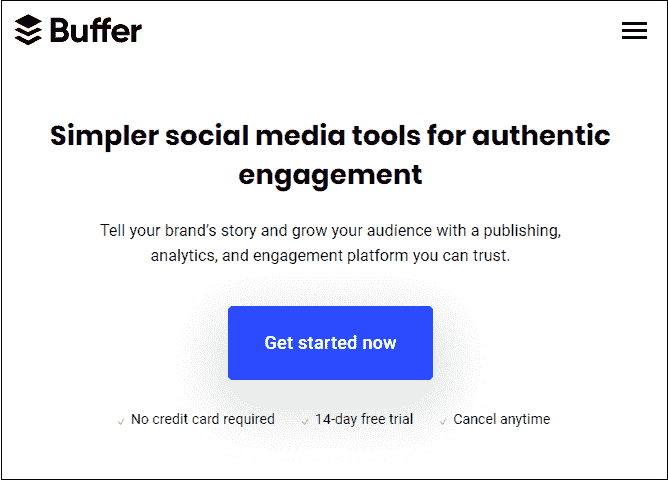 Buffer
Simpler social media tools for authentic
engagement
Tell your brand's story and grow your audience with a publishing,
analytics, and engagement platform you can trust.
Get started now
No credit card required 14-day free trial Cancel anytime